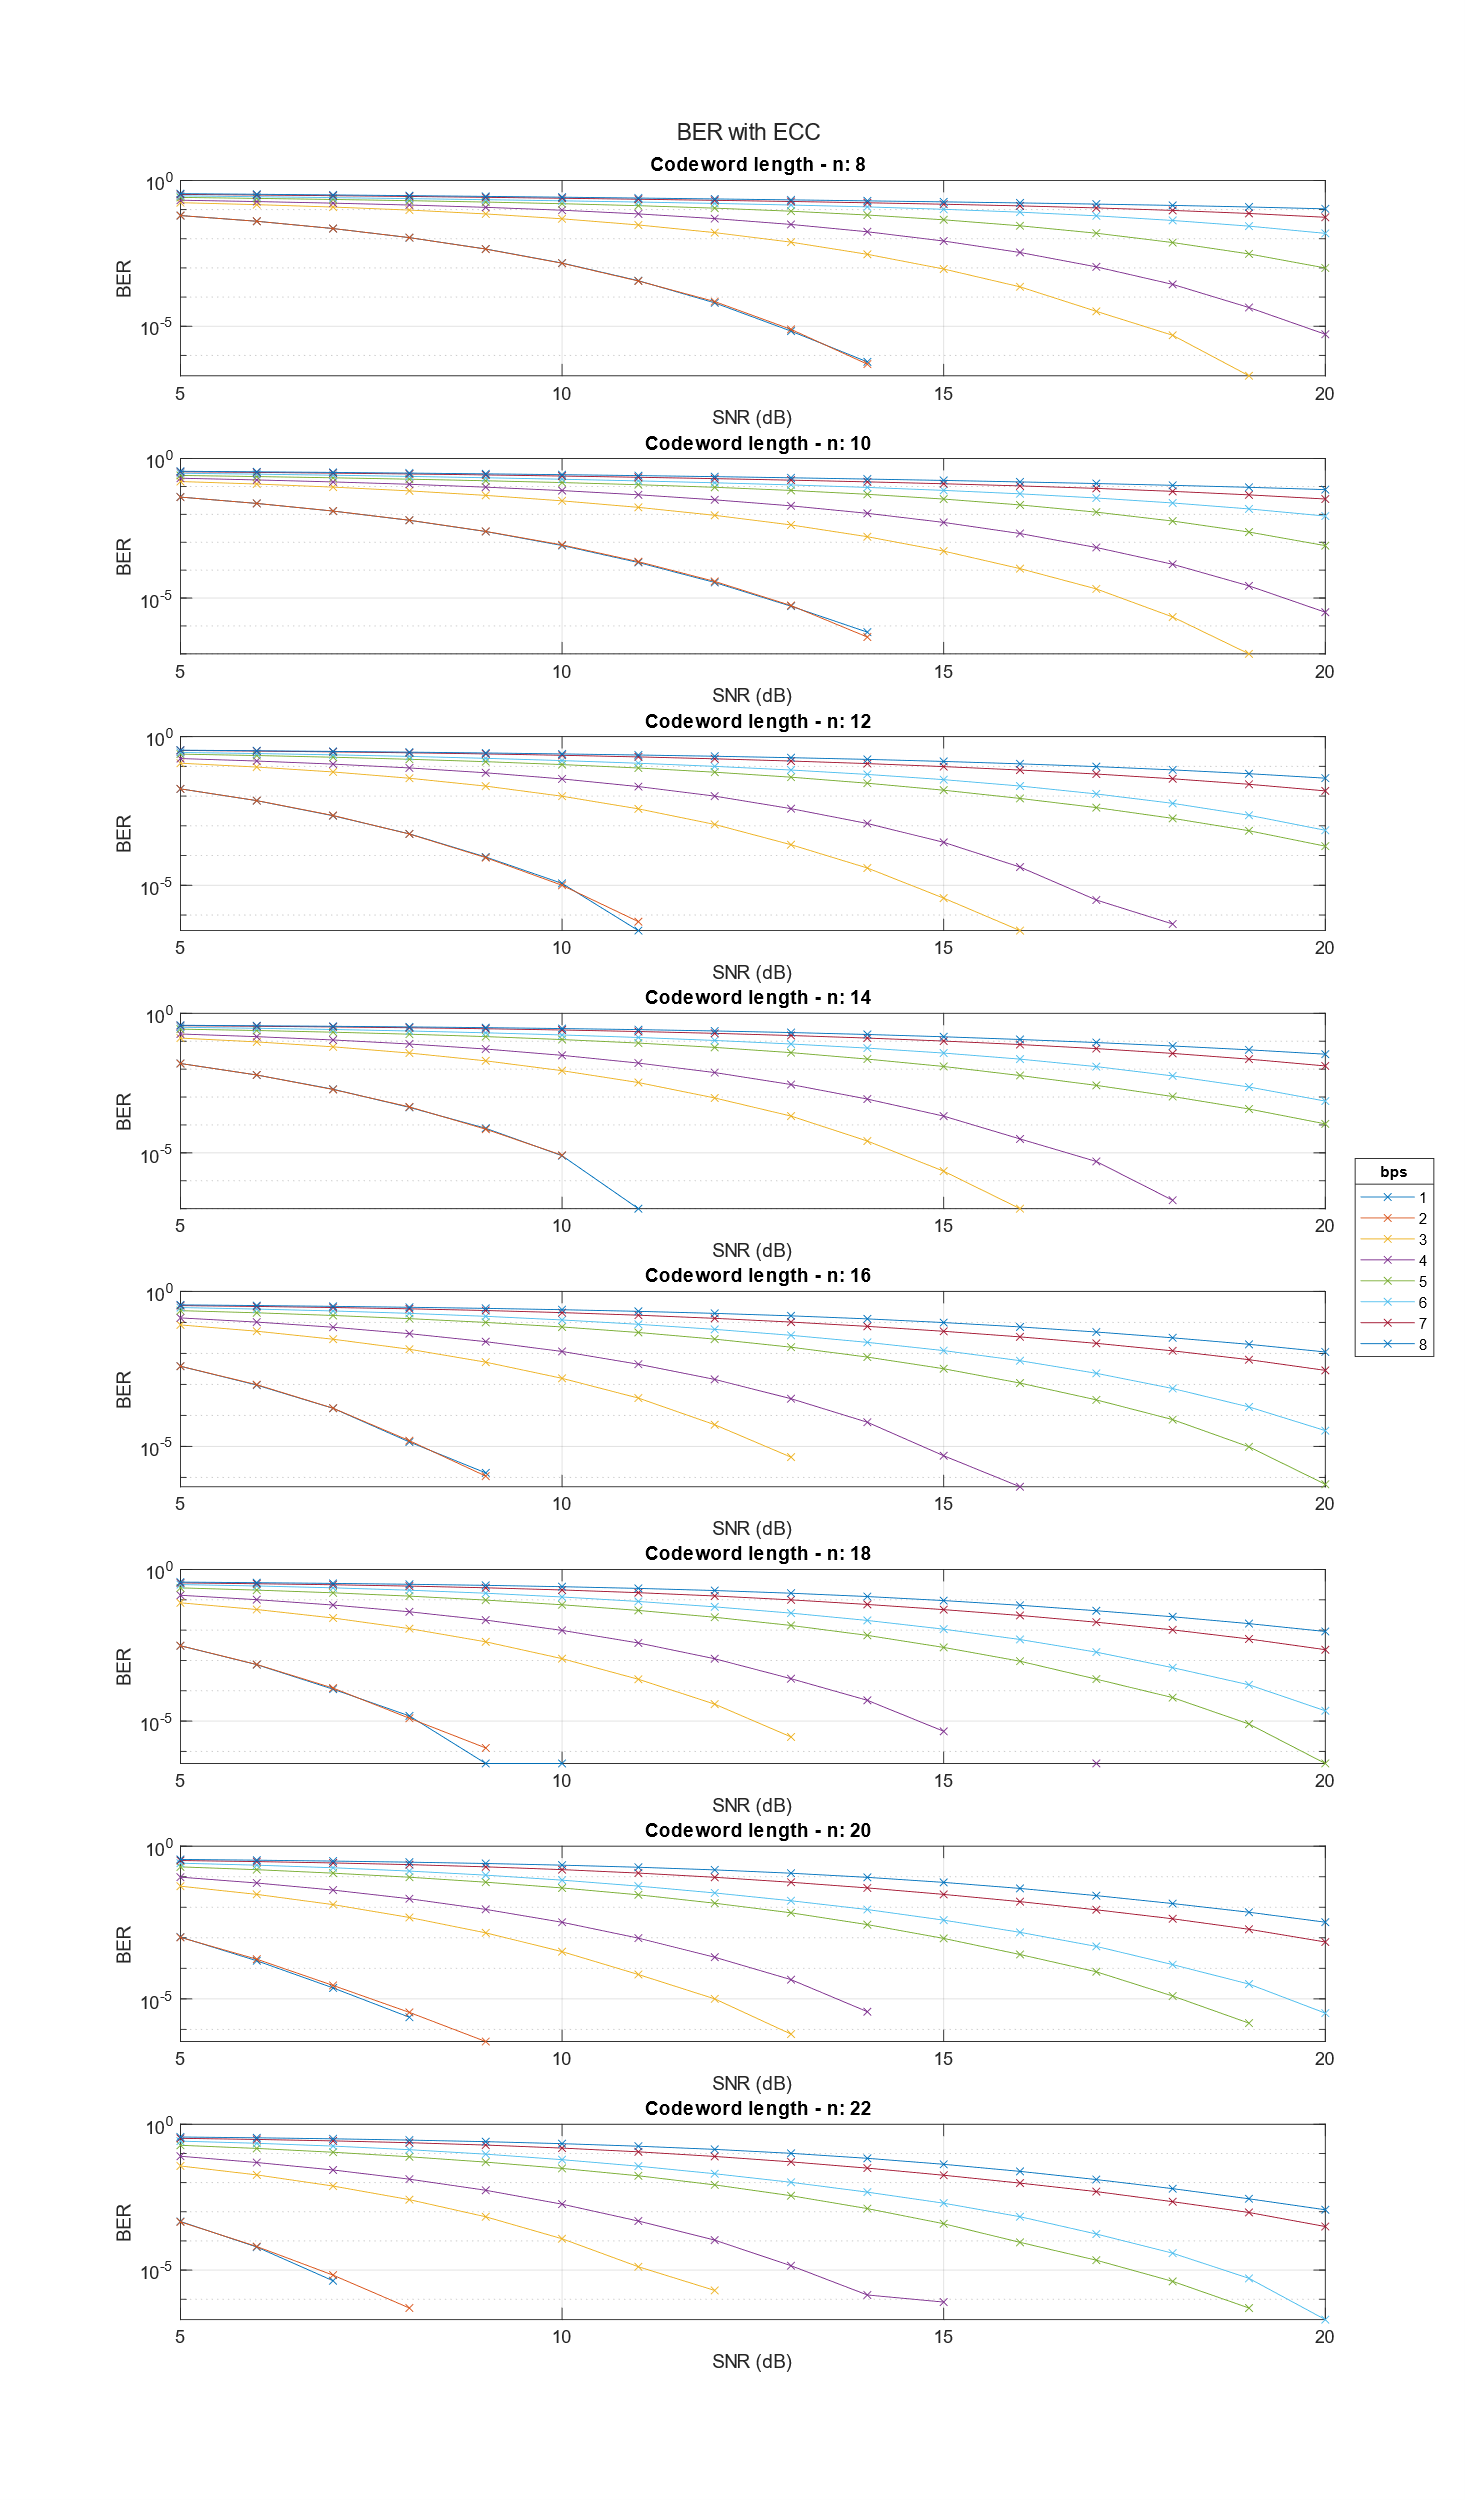 BER with ECC
Codeword length - n: 8
10^0
10^-5
BER
5 10 15 20
SNR (dB)
Codeword length - n: 10
10^0
10^-5
BER
5 10 15 20
SNR (dB)
Codeword length - n: 12
10^0
10^-5
BER
5 10 15 20
SNR (dB)
Codeword length - n: 14
10^0
10^-5
BER
5 10 15 20
SNR (dB)
bps
1
2
3
4
5
6
7
8
Codeword length - n: 16
10^0
10^-5
BER
5 10 15 20
SNR (dB)
Codeword length - n: 18
10^0
10^-5
BER
5 10 15 20
SNR (dB)
Codeword length - n: 20
10^0
10^-5
BER
5 10 15 20
SNR (dB)
Codeword length - n: 22
10^0
10^-5
BER
5 10 15 20
SNR (dB)